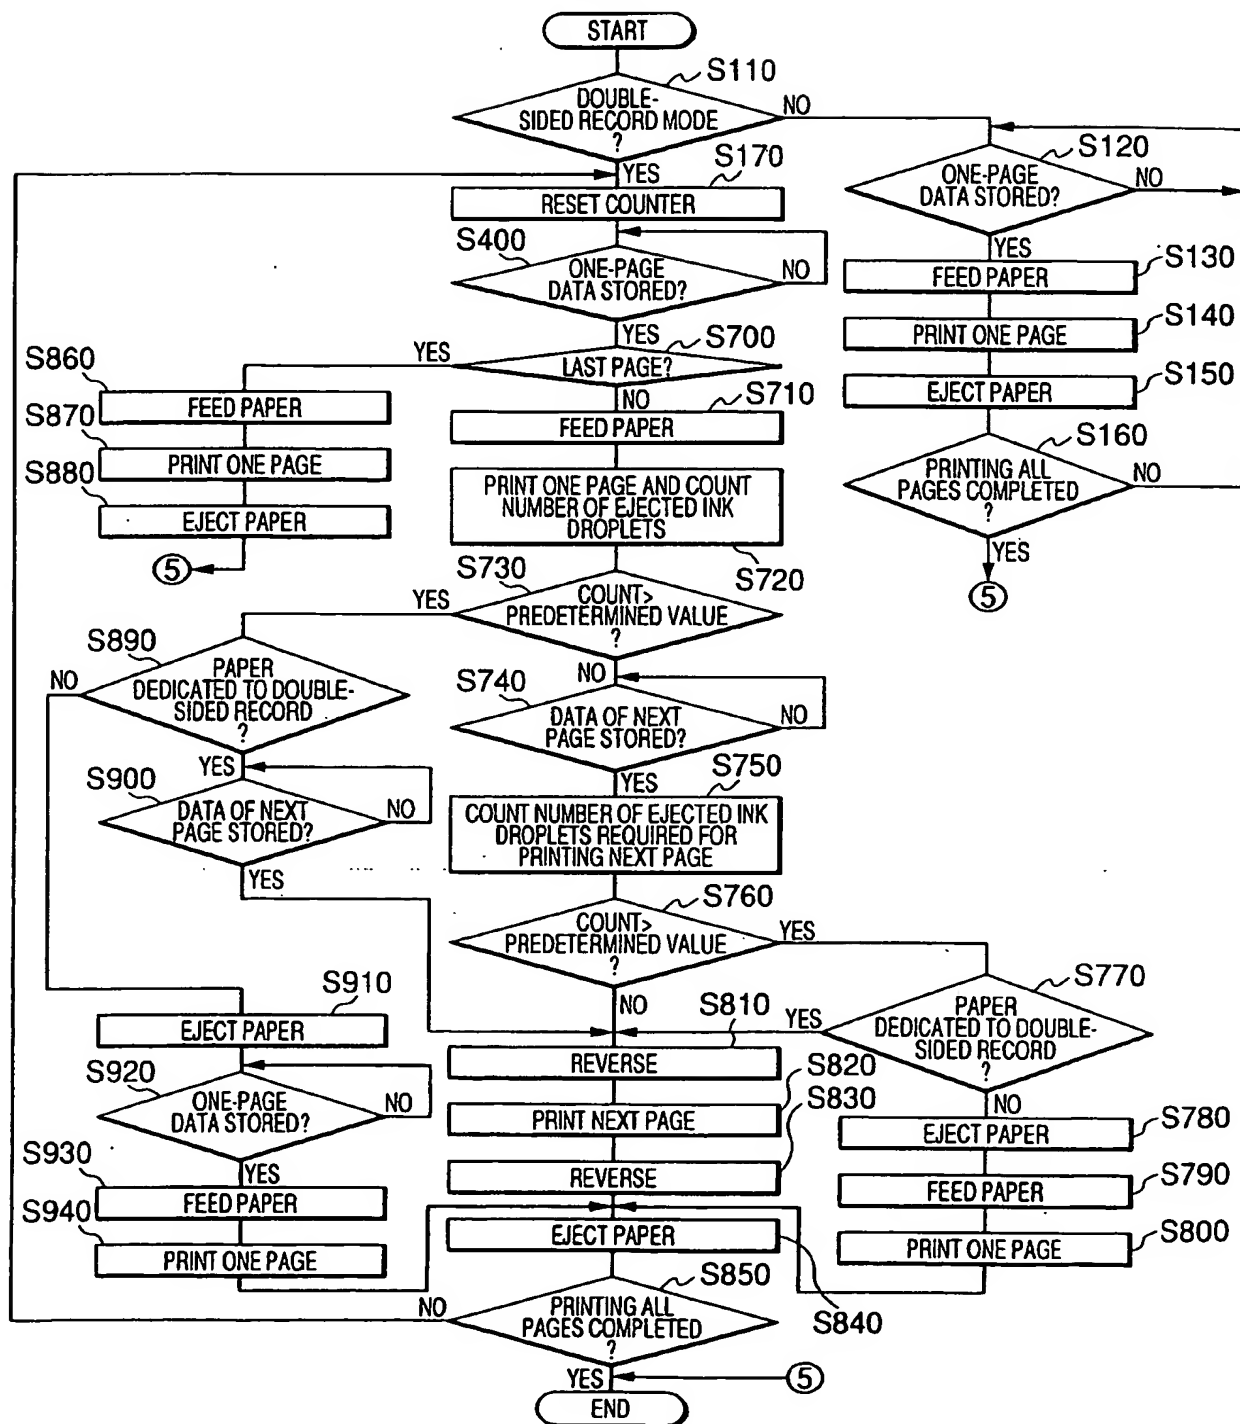 START
S110
DOUBLE-
SIDED RECORD MODE
?
NO
YES
S170
RESET COUNTER
S120
ONE-PAGE
DATA STORED?
NO
YES
S400
ONE-PAGE
DATA STORED?
NO
YES
S130
FEED PAPER
S140
PRINT ONE PAGE
S150
EJECT PAPER
S160
PRINTING ALL
PAGES COMPLETED
?
NO
YES
5
S700
LAST PAGE?
YES
NO
S860
FEED PAPER
S870
PRINT ONE PAGE
S880
EJECT PAPER
5
S710
FEED PAPER
PRINT ONE PAGE AND COUNT
NUMBER OF EJECTED INK
DROPLETS
S720
S730
COUNT>
PREDETERMINED VALUE
?
YES
NO
S890
PAPER
DEDICATED TO DOUBLE-
SIDED RECORD
?
NO
YES
S740
DATA OF NEXT
PAGE STORED?
NO
YES
S900
DATA OF NEXT
PAGE STORED?
NO
YES
S750
COUNT NUMBER OF EJECTED INK
DROPLETS REQUIRED FOR
PRINTING NEXT PAGE
S760
COUNT>
PREDETERMINED VALUE
?
YES
NO
S770
PAPER
DEDICATED TO DOUBLE-
SIDED RECORD
?
YES
NO
S910
EJECT PAPER
S920
ONE-PAGE
DATA STORED?
NO
YES
S930
FEED PAPER
S940
PRINT ONE PAGE
S810
REVERSE
S820
PRINT NEXT PAGE
S830
REVERSE
S780
EJECT PAPER
S790
FEED PAPER
S800
PRINT ONE PAGE
EJECT PAPER
S840
S850
PRINTING ALL
PAGES COMPLETED
?
NO
YES
5
END